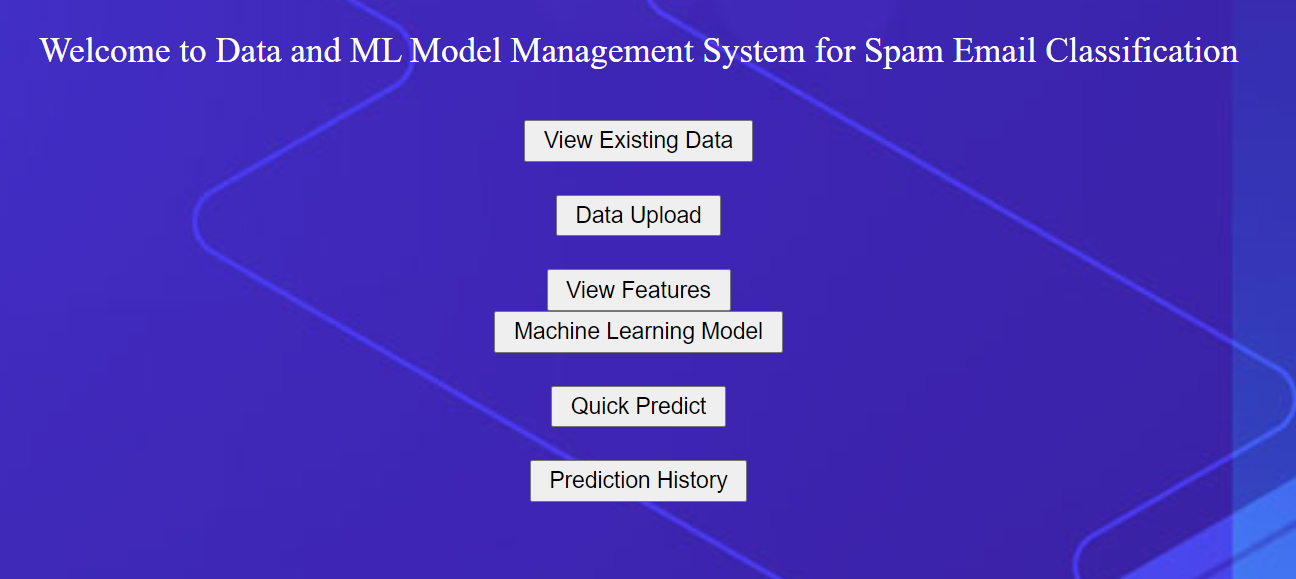 Welcome to Data and ML Model Management System for Spam Email Classification
View Existing Data
Data Upload
View Features
Machine Learning Model
Quick Predict
Prediction History